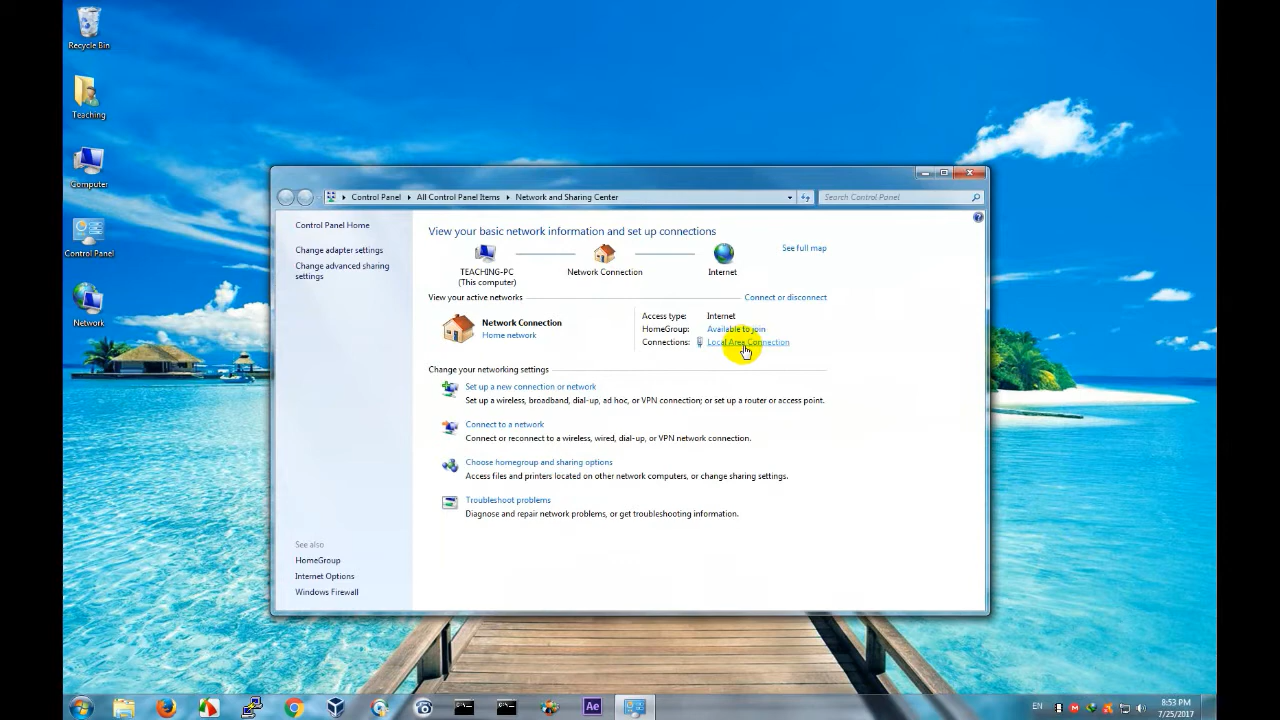 Recycle Bin
Teaching
Computer
Control Panel
Network
Control Panel
All Control Panel Items
Network and Sharing Center
Search Control Panel
Control Panel Home
Change adapter settings
Change advanced sharing
settings
See also
HomeGroup
Internet Options
Windows Firewall
View your basic network information and set up connections
See full map
TEACHING-PC
(This computer)
Network Connection
Internet
View your active networks
Connect or disconnect
Network Connection
Home network
Access type: Internet
HomeGroup: Available to join
Connections: Local Area Connection
Change your networking settings
Set up a new connection or network
Set up a wireless, broadband, dial-up, ad hoc, or VPN connection; or set up a router or access point.
Connect to a network
Connect or reconnect to a wireless, wired, dial-up, or VPN network connection.
Choose homegroup and sharing options
Access files and printers located on other network computers, or change sharing settings.
Troubleshoot problems
Diagnose and repair network problems, or get troubleshooting information.
Ae
EN
8:53 PM
7/25/2017